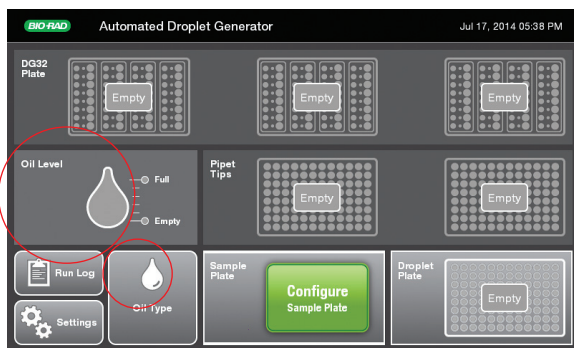 BIO-RAD Automated Droplet Generator Jul 17, 2014 05:38 PM
DG32
Plate
Empty Empty Empty
Oil Level
Full
Empty
Pipet
Tips
Empty Empty
Run Log
Settings
Oil Type
Sample
Plate
Configure
Sample Plate
Droplet
Plate
Empty